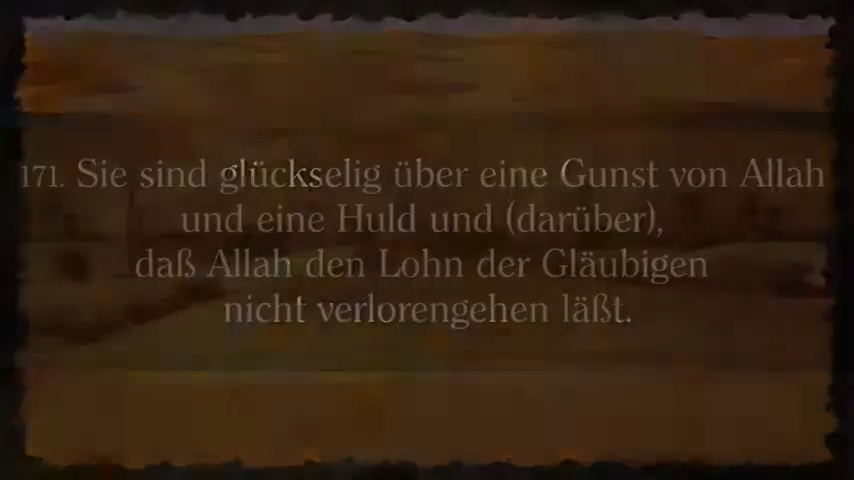 171. Sie sind glückselig über eine Gunst von Allah
und eine Huld und (darüber),
daß Allah den Lohn der Gläubigen
nicht verlorengehen läßt.